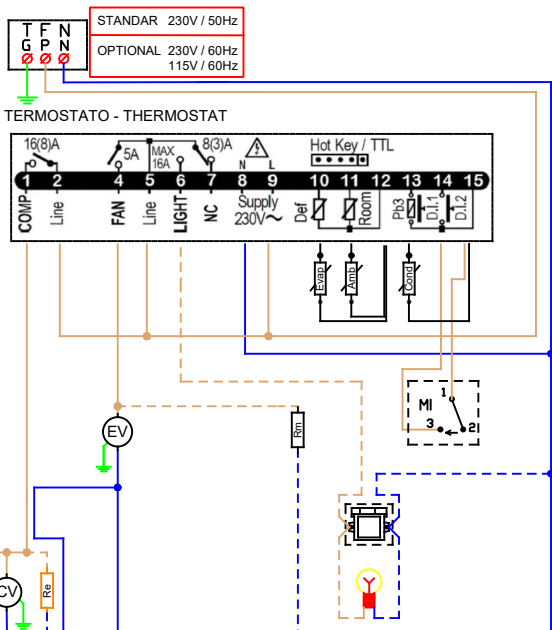 T F N
G P N
STANDAR 230V / 50Hz
OPTIONAL 230V / 60Hz
115V / 60Hz
TERMOSTATO - THERMOSTAT
16(8)A
5A
MAX
16A
8(3)A
N L
Hot Key / TTL
1 2 4 5 6 7 8 9 10 11 12 13 14 15
COMP
Line
FAN
Line
LIGHT
NC
Supply
230V
Def
Room
Pb3
D.I.1
D.I.2
Evap
Amb
Cond
MI
1
3
2
EV
Rm
CV
Re